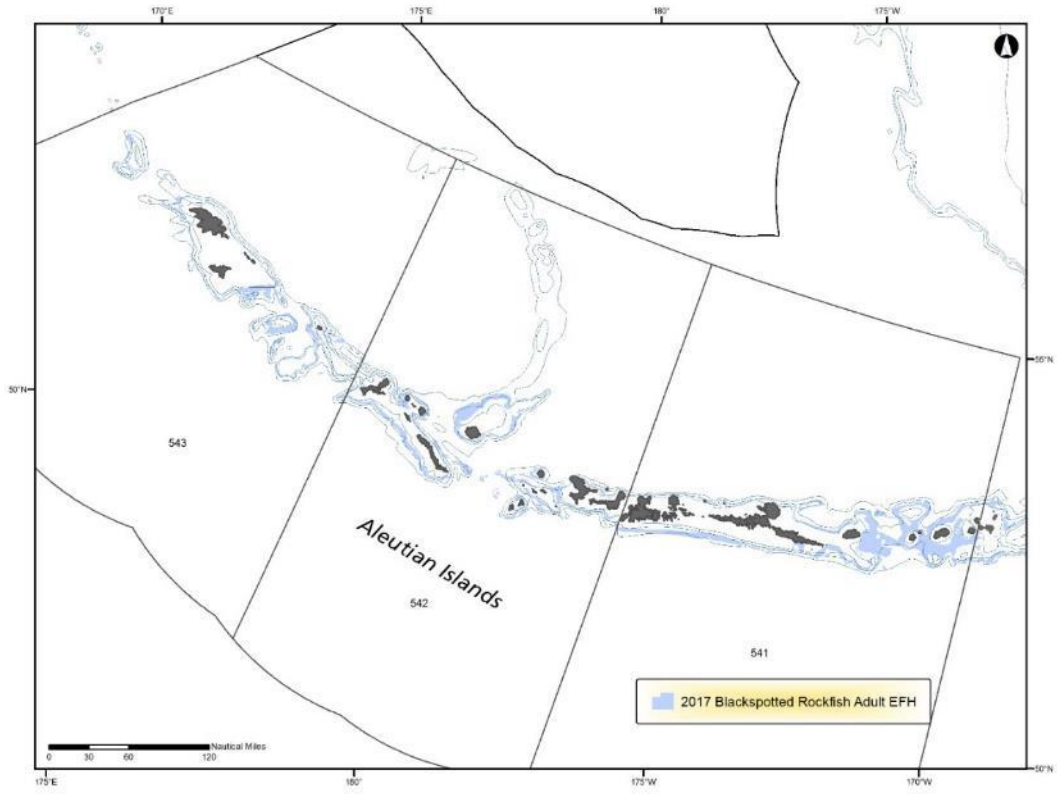 170°E 175°E 180° 175°W
55°N
50°N
543
Aleutian Islands
542
541
2017 Blackspotted Rockfish Adult EFH
Nautical Miles
0 30 60 120
50°N
175°E 180° 175°W 170°W